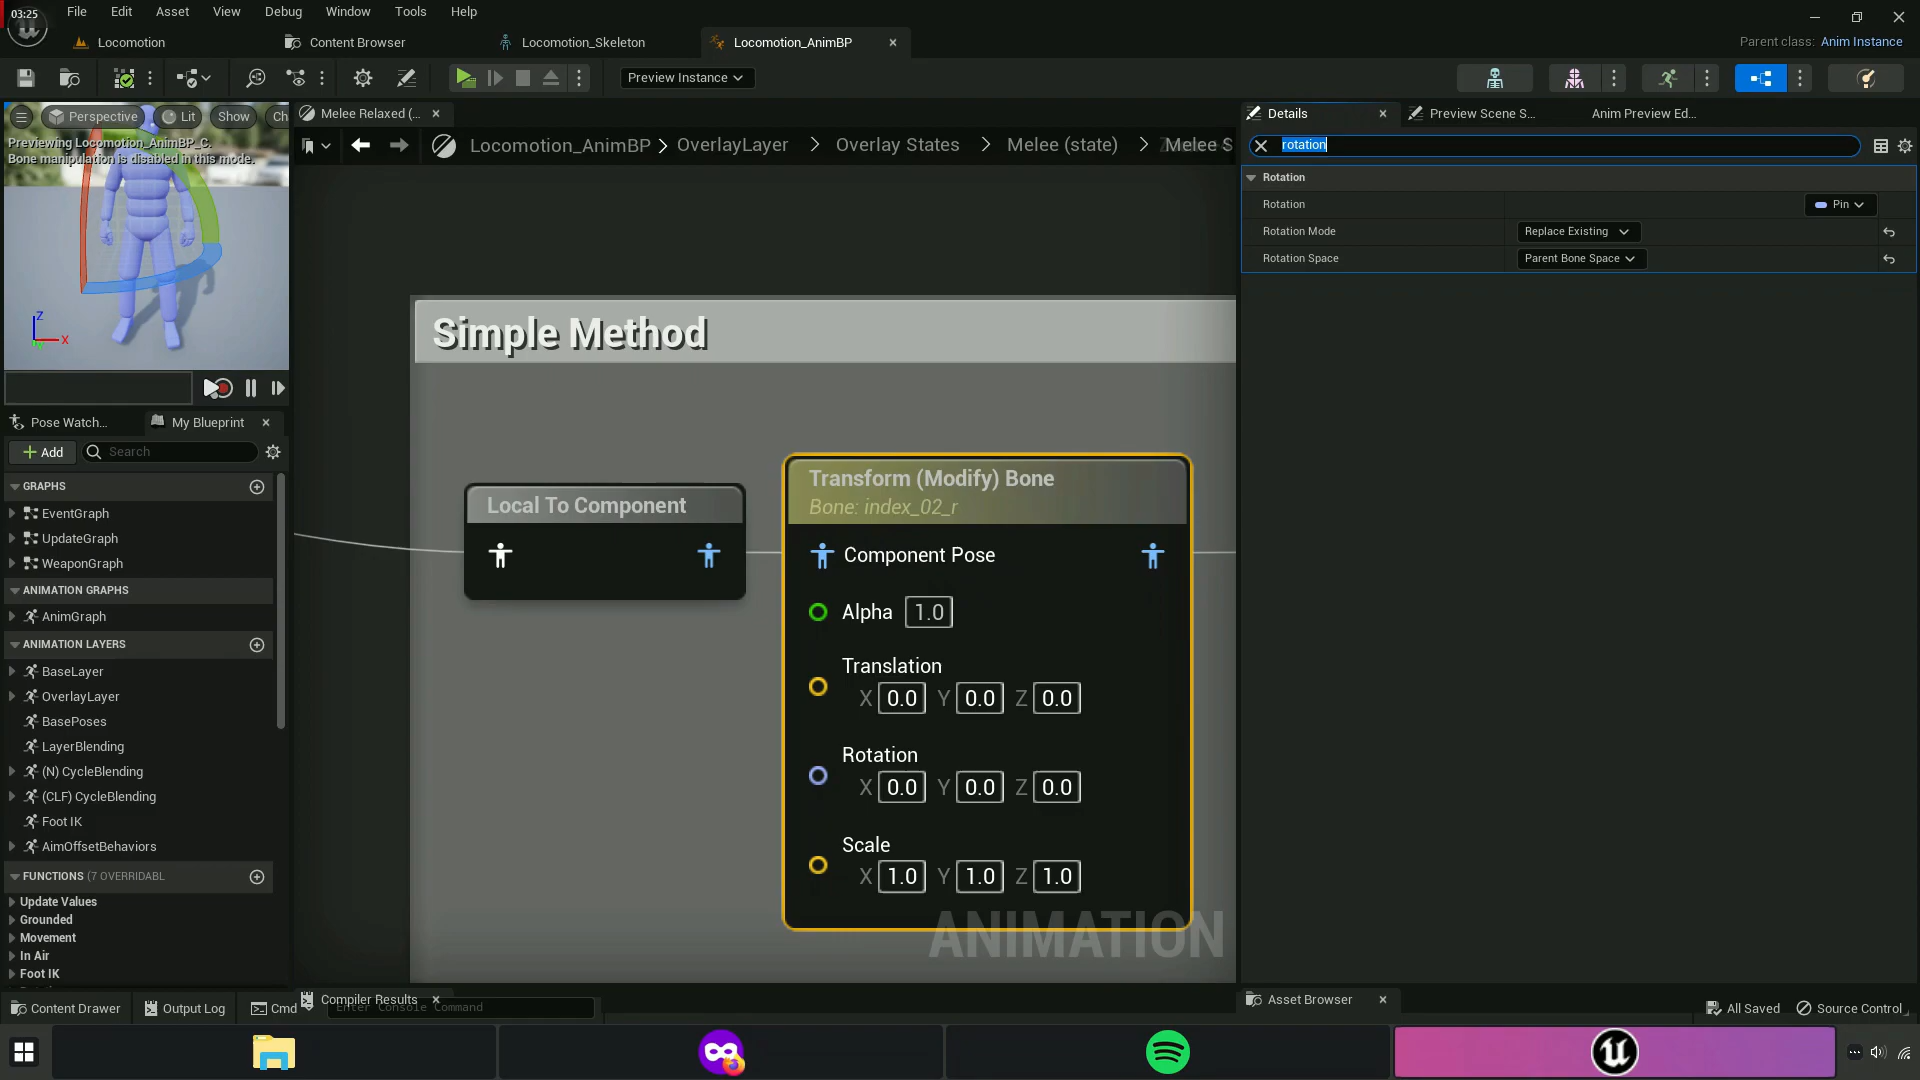 03:25
File Edit Asset View Debug Window Tools Help
Locomotion
Content Browser
Locomotion_Skeleton
Locomotion_AnimBP
Parent class: Anim Instance
Preview Instance
Perspective
Lit
Show
Previewing Locomotion_AnimBP_C.
Bone manipulation is disabled in this mode.
Z
X
Melee Relaxed (...
Locomotion_AnimBP > OverlayLayer > Overlay States > Melee (state) > Melee S
Details
Preview Scene S...
Anim Preview Ed...
rotation
Rotation
Rotation
Pin
Rotation Mode
Replace Existing
Rotation Space
Parent Bone Space
Simple Method
Local To Component
Transform (Modify) Bone
Bone: index_02_r
Component Pose
Alpha 1.0
Translation
X 0.0 Y 0.0 Z 0.0
Rotation
X 0.0 Y 0.0 Z 0.0
Scale
X 1.0 Y 1.0 Z 1.0
ANIMATION
Pose Watch...
My Blueprint
Add
Search
GRAPHS
EventGraph
UpdateGraph
WeaponGraph
ANIMATION GRAPHS
AnimGraph
ANIMATION LAYERS
BaseLayer
OverlayLayer
BasePoses
LayerBlending
(N) CycleBlending
(CLF) CycleBlending
Foot IK
AimOffsetBehaviors
FUNCTIONS (7 OVERRIDABL
Update Values
Grounded
Movement
In Air
Foot IK
Content Drawer
Output Log
Cmd
Compiler Results
Enter Console Command
Asset Browser
All Saved
Source Control